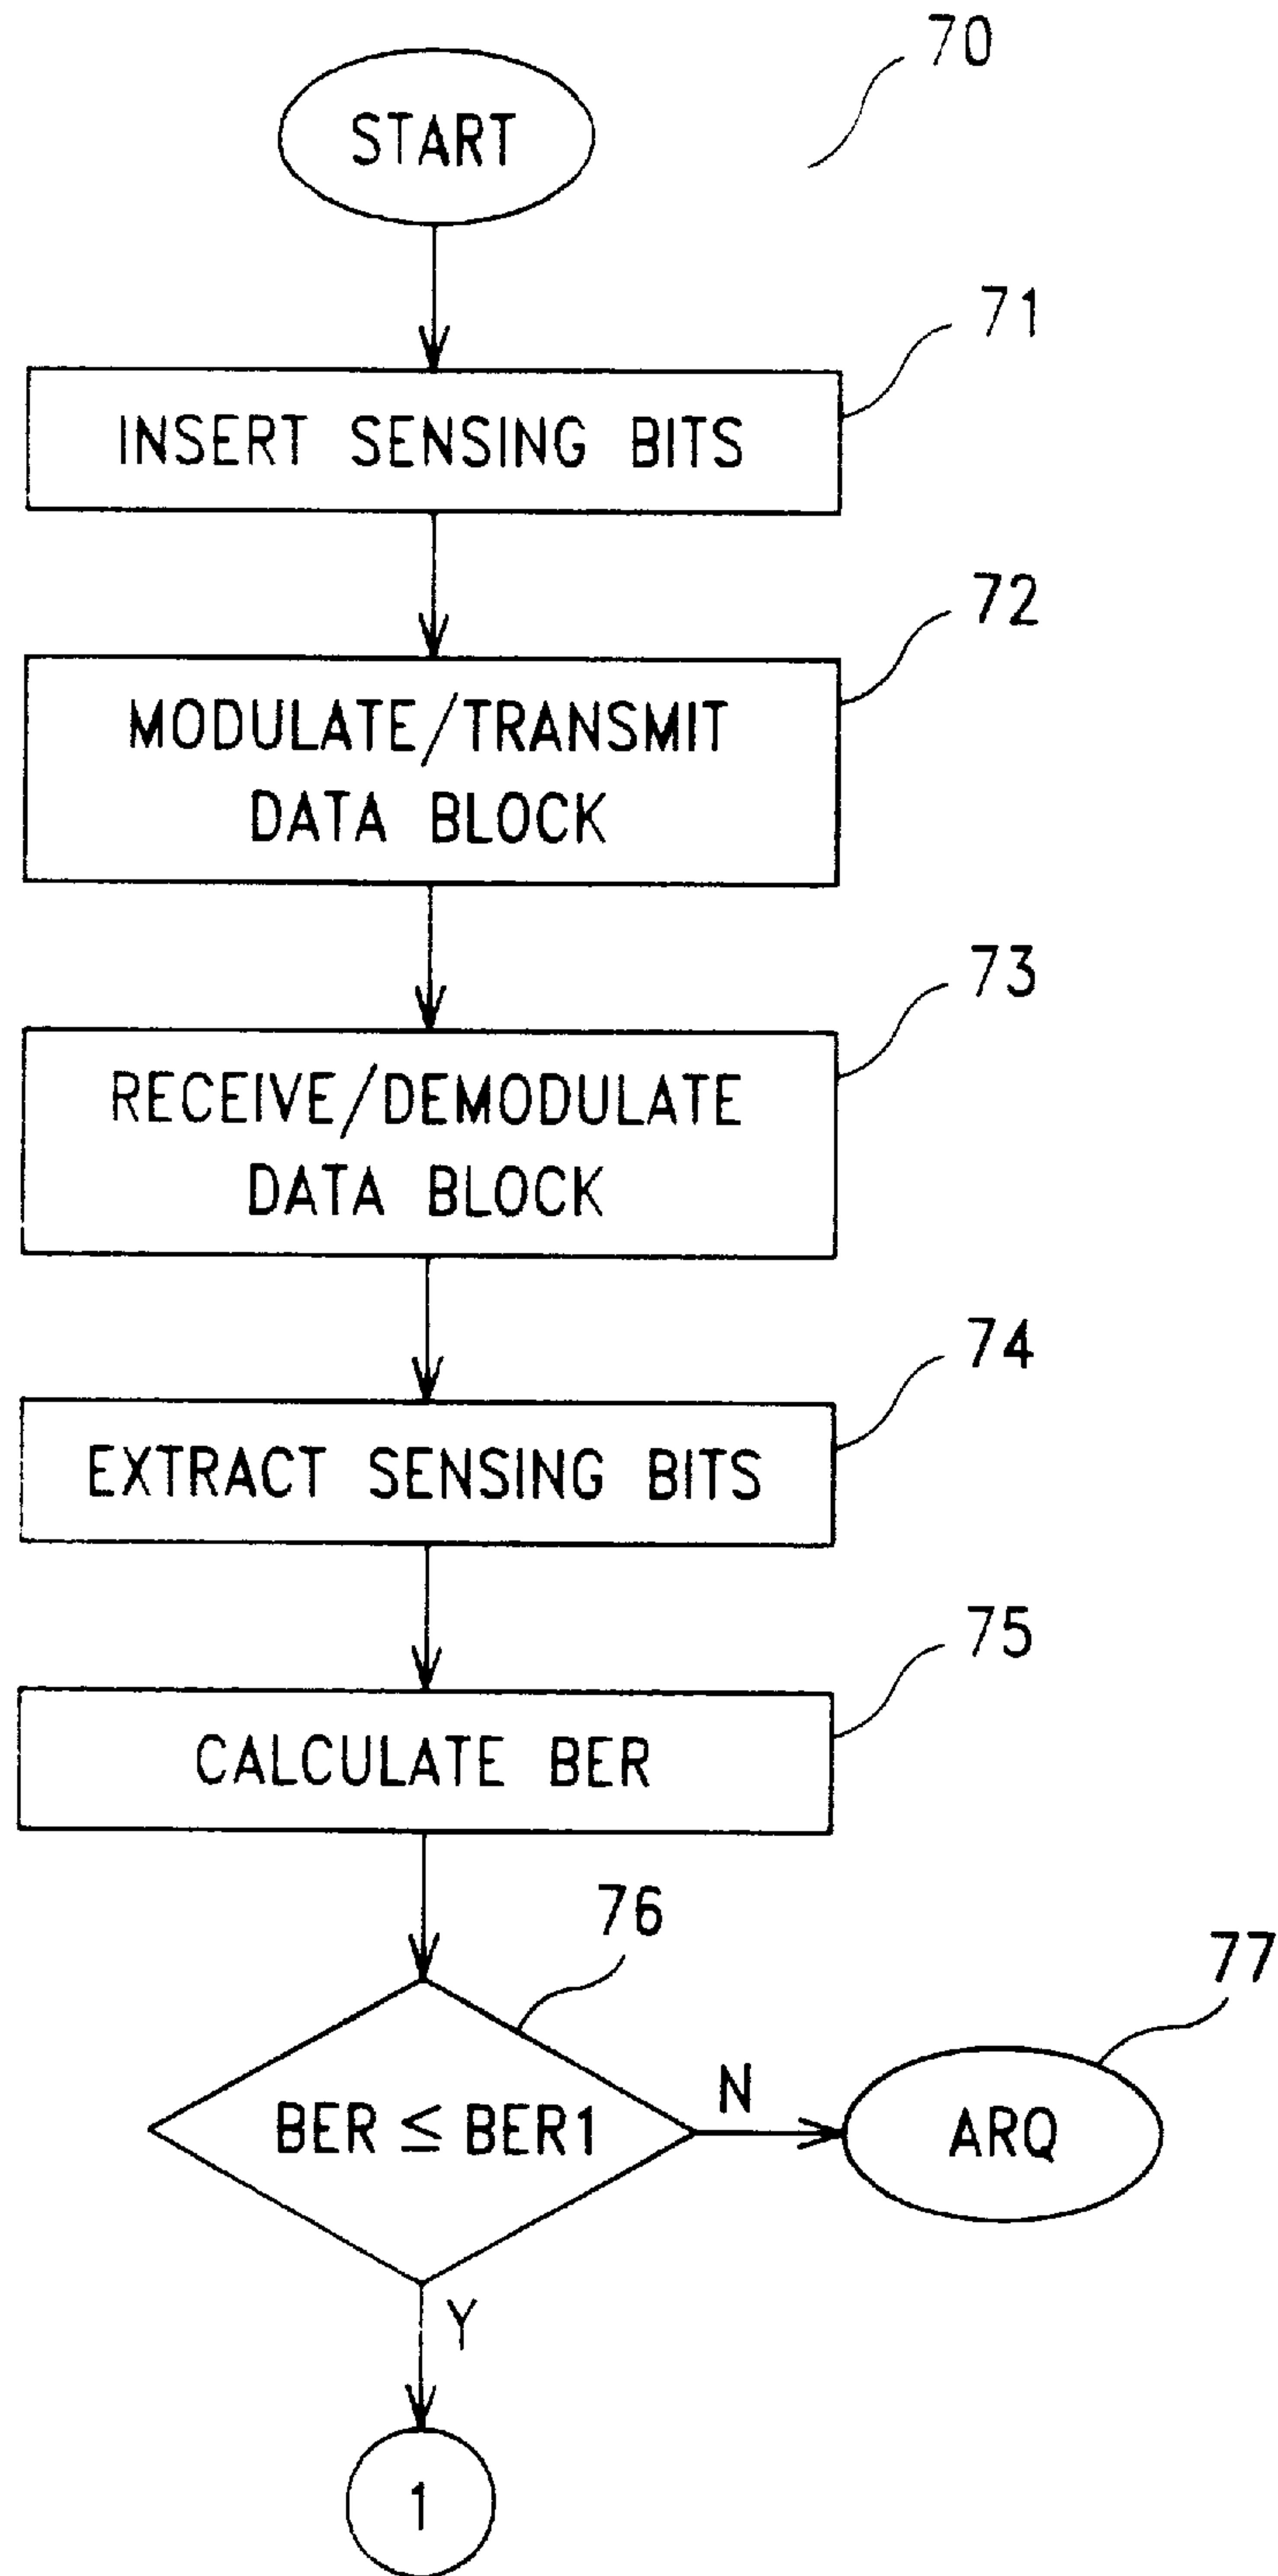 70
START
71
INSERT SENSING BITS
72
MODULATE/TRANSMIT
DATA BLOCK
73
RECEIVE/DEMODULATE
DATA BLOCK
74
EXTRACT SENSING BITS
75
CALCULATE BER
76
77
BER ≤ BER1
N
ARQ
Y
1